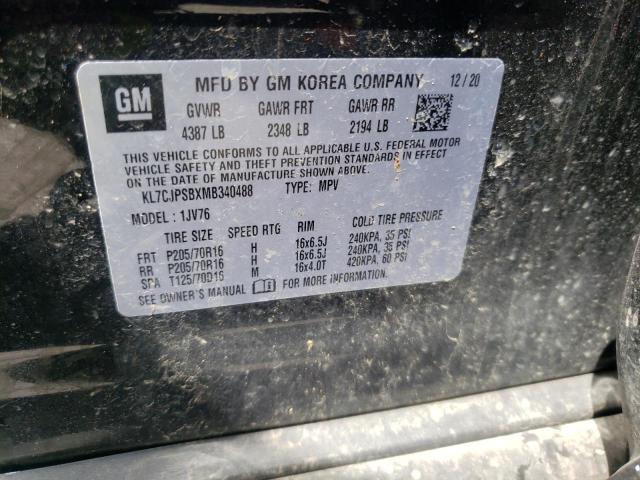 GM
MFD BY GM KOREA COMPANY 12/20
GVWR GAWR FRT GAWR RR
4387 LB 2348 LB 2194 LB
THIS VEHICLE CONFORMS TO ALL APPLICABLE U.S. FEDERAL MOTOR
VEHICLE SAFETY AND THEFT PREVENTION STANDARDS IN EFFECT
ON THE DATE OF MANUFACTURE SHOWN ABOVE.
KL7CJPSBXMB340488 TYPE: MPV
MODEL: 1JV76
TIRE SIZE SPEED RTG RIM COLD TIRE PRESSURE
FRT P205/70R16 H 16x6.5J 240KPA, 35 PSI
RR P205/70R16 H 16x6.5J 240KPA, 35 PSI
SPA T125/70D16 M 16x4.0T 420KPA, 60 PSI
SEE OWNER'S MANUAL FOR MORE INFORMATION.